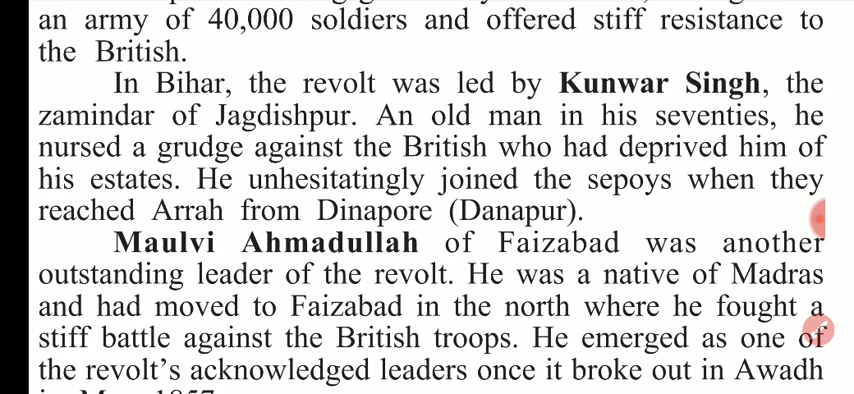 an army of 40,000 soldiers and offered stiff resistance to
the British.
In Bihar, the revolt was led by Kunwar Singh, the
zamindar of Jagdishpur. An old man in his seventies, he
nursed a grudge against the British who had deprived him of
his estates. He unhesitatingly joined the sepoys when they
reached Arrah from Dinapore (Danapur).
Maulvi Ahmadullah of Faizabad was another
outstanding leader of the revolt. He was a native of Madras
and had moved to Faizabad in the north where he fought a
stiff battle against the British troops. He emerged as one of
the revolt's acknowledged leaders once it broke out in Awadh